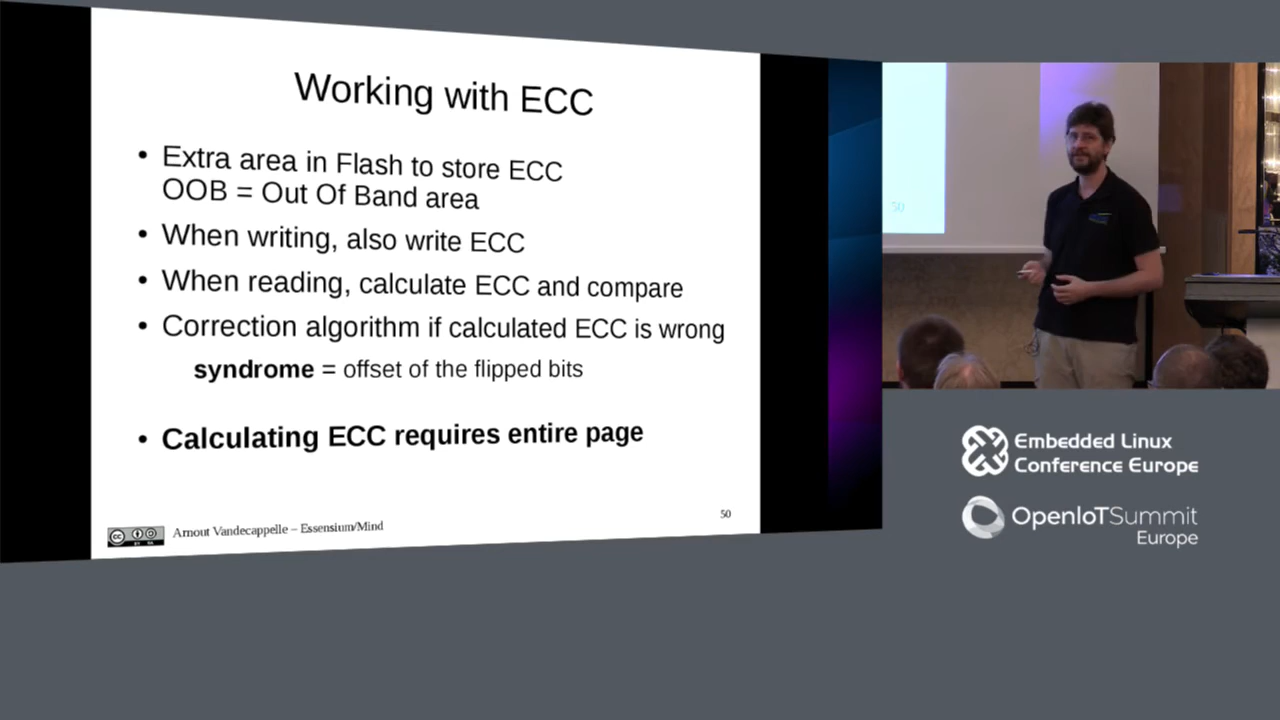 Working with ECC
• Extra area in Flash to store ECC
OOB = Out Of Band area
• When writing, also write ECC
• When reading, calculate ECC and compare
• Correction algorithm if calculated ECC is wrong
syndrome = offset of the flipped bits
• Calculating ECC requires entire page
Arnout Vandecappelle – Essensium/Mind
50
50
Embedded Linux
Conference Europe
OpenIoTSummit
Europe